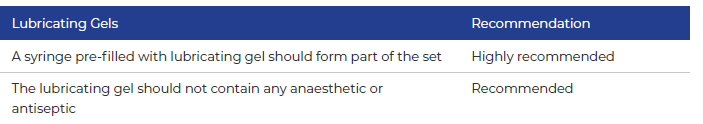 Lubricating Gels Recommendation
A syringe pre-filled with lubricating gel should form part of the set Highly recommended
The lubricating gel should not contain any anaesthetic or Recommended
antiseptic